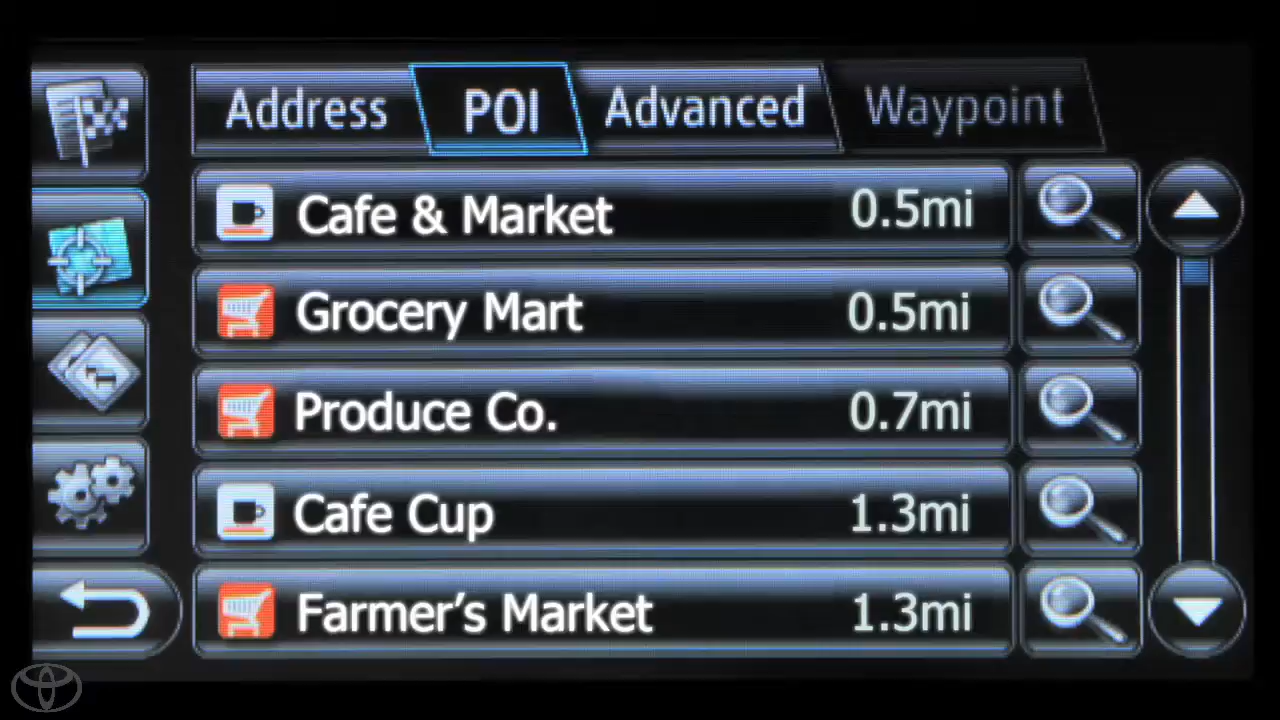 Address POI Advanced Waypoint
Cafe & Market 0.5mi
Grocery Mart 0.5mi
Produce Co. 0.7mi
Cafe Cup 1.3mi
Farmer's Market 1.3mi